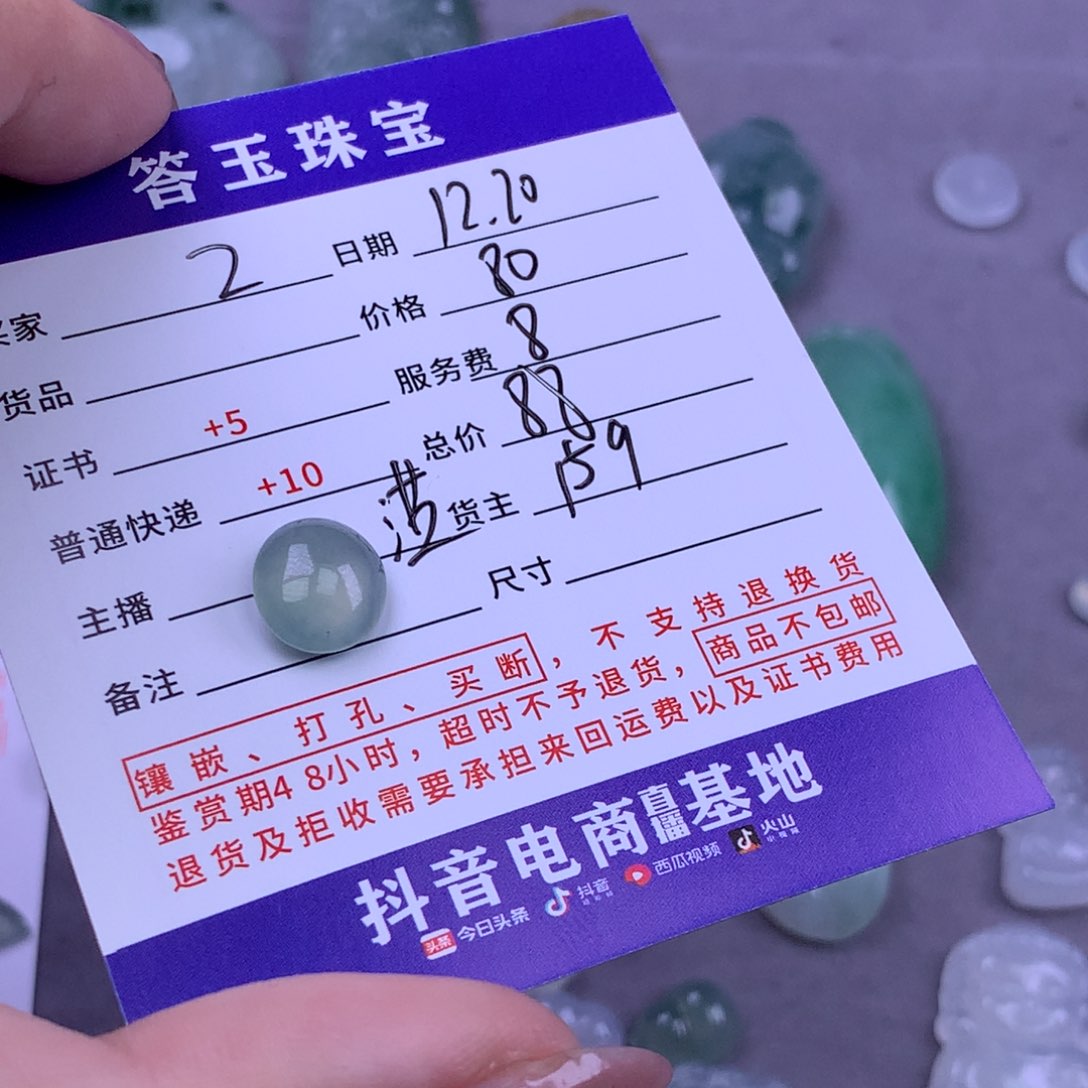 答玉珠宝
家 2 日期 12.20
货品 价格 80
证书 +5 服务费 8
普通快递 +10 总价 88
主播 货主 159
备注 尺寸
镶嵌、打孔、买断，不支持退换货
鉴赏期48小时，超时不予退货，商品不包邮
退货及拒收需要承担来回运费以及证书费用
抖音电商直播基地
头条 今日头条 抖音 西瓜视频 火山